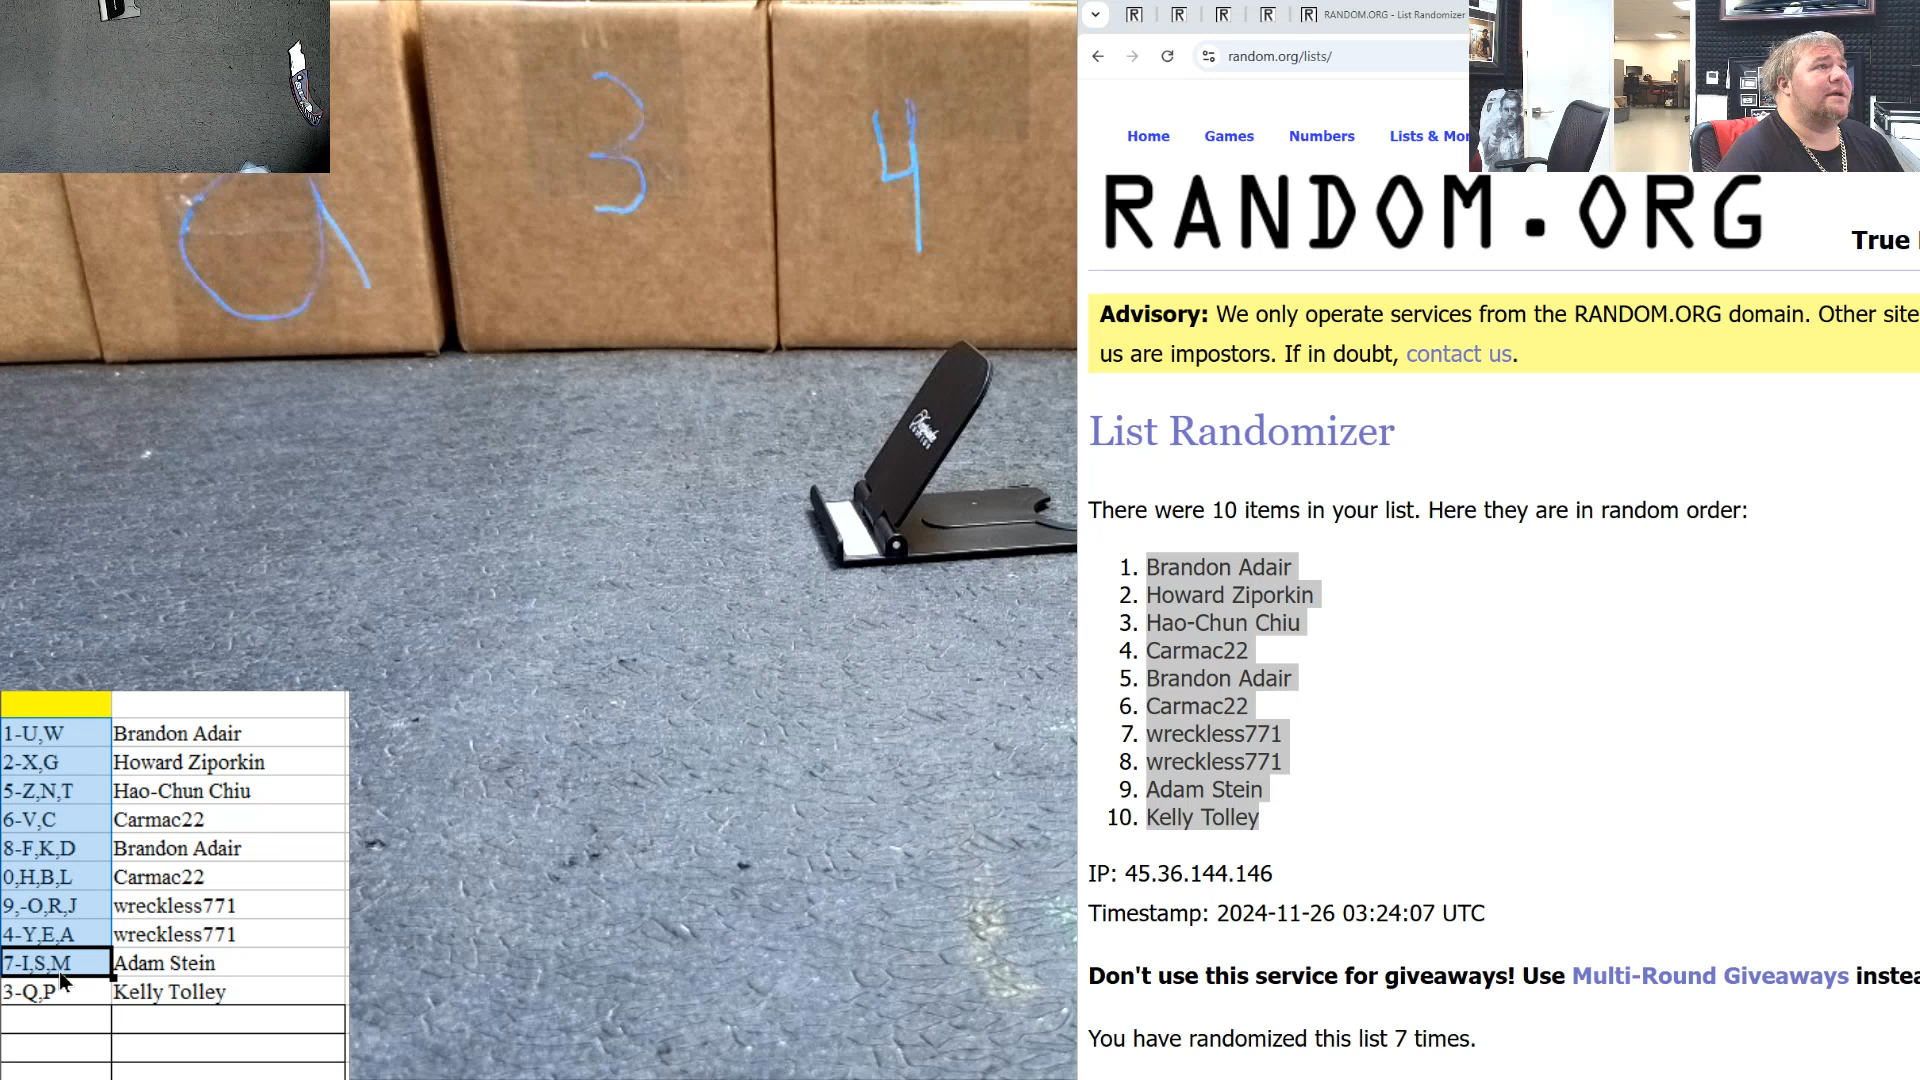 3
4
RANDOM.ORG - List Randomizer
random.org/lists/
Home Games Numbers Lists & Mor
RANDOM.ORG
True
Advisory: We only operate services from the RANDOM.ORG domain. Other site
us are impostors. If in doubt, contact us.
List Randomizer
There were 10 items in your list. Here they are in random order:
1. Brandon Adair
2. Howard Ziporkin
3. Hao-Chun Chiu
4. Carmac22
5. Brandon Adair
6. Carmac22
7. wreckless771
8. wreckless771
9. Adam Stein
10. Kelly Tolley
IP: 45.36.144.146
Timestamp: 2024-11-26 03:24:07 UTC
Don't use this service for giveaways! Use Multi-Round Giveaways instea
You have randomized this list 7 times.
1-U,W Brandon Adair
2-X,G Howard Ziporkin
5-Z,N,T Hao-Chun Chiu
6-V,C Carmac22
8-F,K,D Brandon Adair
0,H,B,L Carmac22
9,-O,R,J wreckless771
4-Y,E,A wreckless771
7-I,S,M Adam Stein
3-Q,P Kelly Tolley